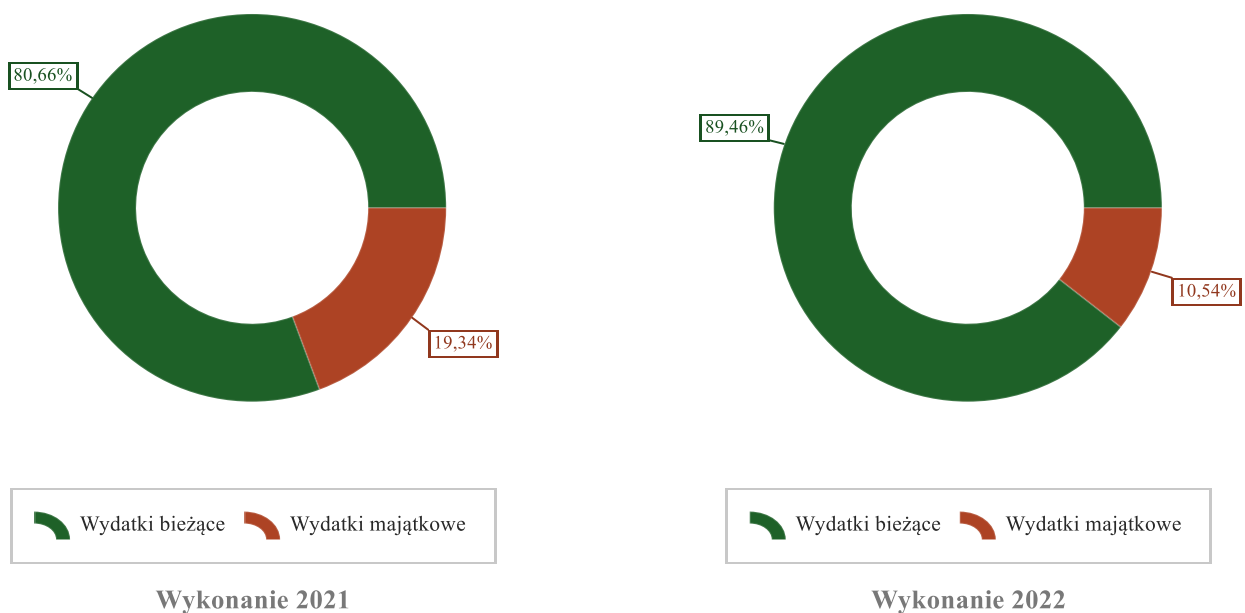 80,66%
19,34%
Wydatki bieżące Wydatki majątkowe
Wykonanie 2021
89,46%
10,54%
Wydatki bieżące Wydatki majątkowe
Wykonanie 2022